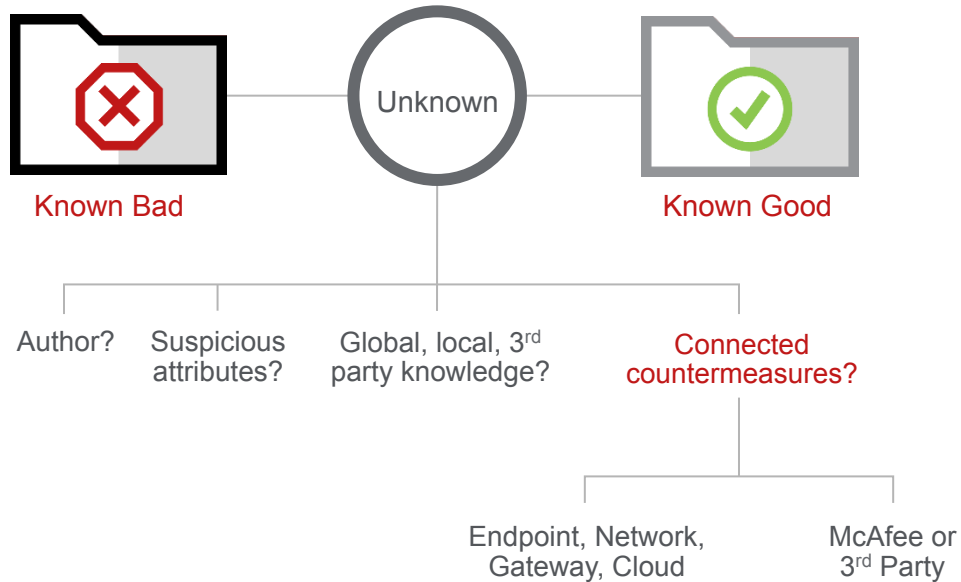 Unknown
Known Bad
Known Good
Author?
Suspicious
attributes?
Global, local, 3rd
party knowledge?
Connected
countermeasures?
Endpoint, Network,
Gateway, Cloud
McAfee or
3rd Party